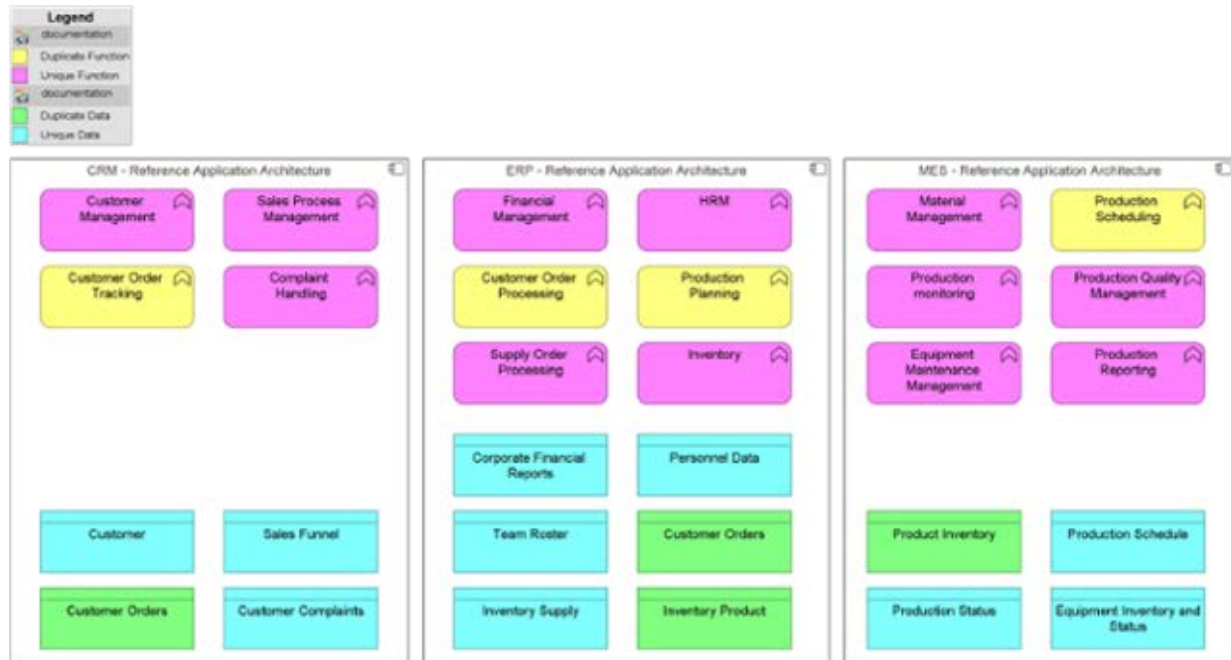 Legend
documentation
Duplicate Function
Unique Function
documentation
Duplicate Data
Unique Data
CRM - Reference Application Architecture
Customer
Management
Sales Process
Management
Customer Order
Tracking
Complaint
Handling
Customer
Sales Funnel
Customer Orders
Customer Complaints
ERP - Reference Application Architecture
Financial
Management
HRM
Customer Order
Processing
Production
Planning
Supply Order
Processing
Inventory
Corporate Financial
Reports
Personnel Data
Team Roster
Customer Orders
Inventory Supply
Inventory Product
MES - Reference Application Architecture
Material
Management
Production
Scheduling
Production
monitoring
Production Quality
Management
Equipment
Maintenance
Management
Production
Reporting
Product Inventory
Production Schedule
Production Status
Equipment Inventory and
Status